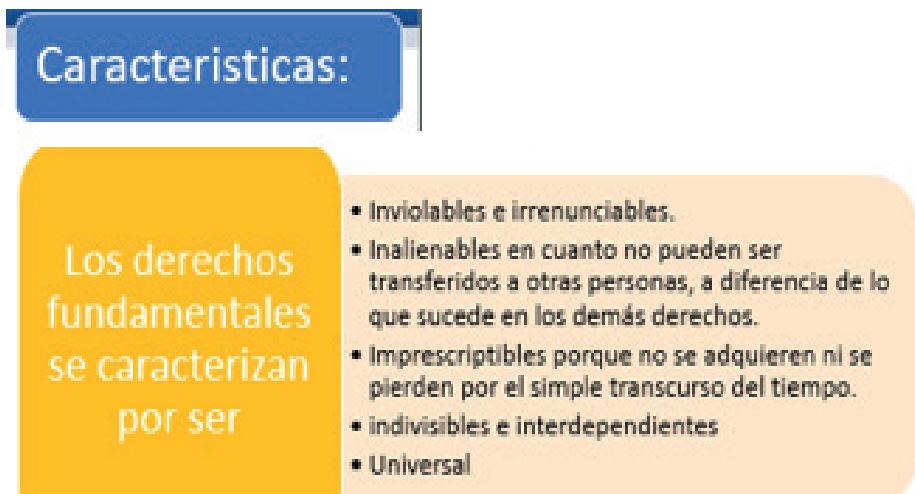 Caracteristicas:
Los derechos
fundamentales
se caracterizan
por ser
• Inviolables e irrenunciables.
• Inalienables en cuanto no pueden ser
transferidos a otras personas, a diferencia de lo
que sucede en los demás derechos.
• Imprescriptibles porque no se adquieren ni se
pierden por el simple transcurso del tiempo.
• indivisibles e interdependientes
• Universal